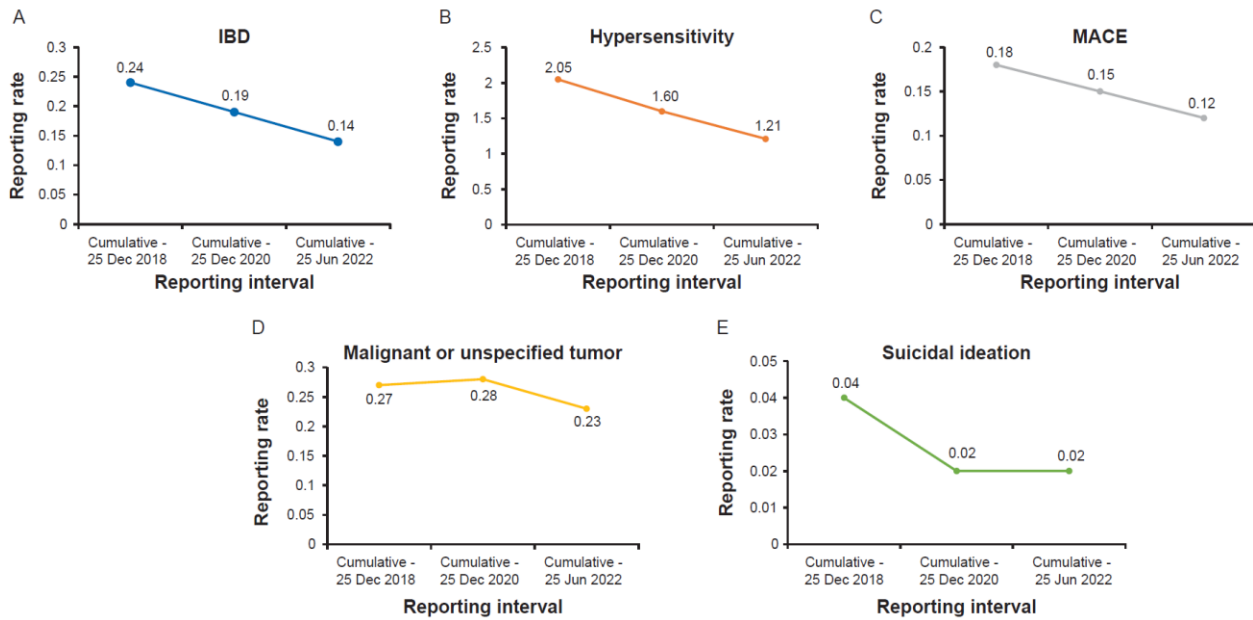 A
IBD
Reporting rate
0.3
0.25
0.2
0.15
0.1
0.05
0
0.24
0.19
0.14
Cumulative -
25 Dec 2018
Cumulative -
25 Dec 2020
Cumulative -
25 Jun 2022
Reporting interval
B
Hypersensitivity
Reporting rate
2.5
2
1.5
1
0.5
0
2.05
1.60
1.21
Cumulative -
25 Dec 2018
Cumulative -
25 Dec 2020
Cumulative -
25 Jun 2022
Reporting interval
C
MACE
Reporting rate
0.2
0.15
0.1
0.05
0
0.18
0.15
0.12
Cumulative -
25 Dec 2018
Cumulative -
25 Dec 2020
Cumulative -
25 Jun 2022
Reporting interval
D
Malignant or unspecified tumor
Reporting rate
0.3
0.25
0.2
0.15
0.1
0.05
0
0.27
0.28
0.23
Cumulative -
25 Dec 2018
Cumulative -
25 Dec 2020
Cumulative -
25 Jun 2022
Reporting interval
E
Suicidal ideation
Reporting rate
0.05
0.04
0.03
0.02
0.01
0
0.04
0.02
0.02
Cumulative -
25 Dec 2018
Cumulative -
25 Dec 2020
Cumulative -
25 Jun 2022
Reporting interval